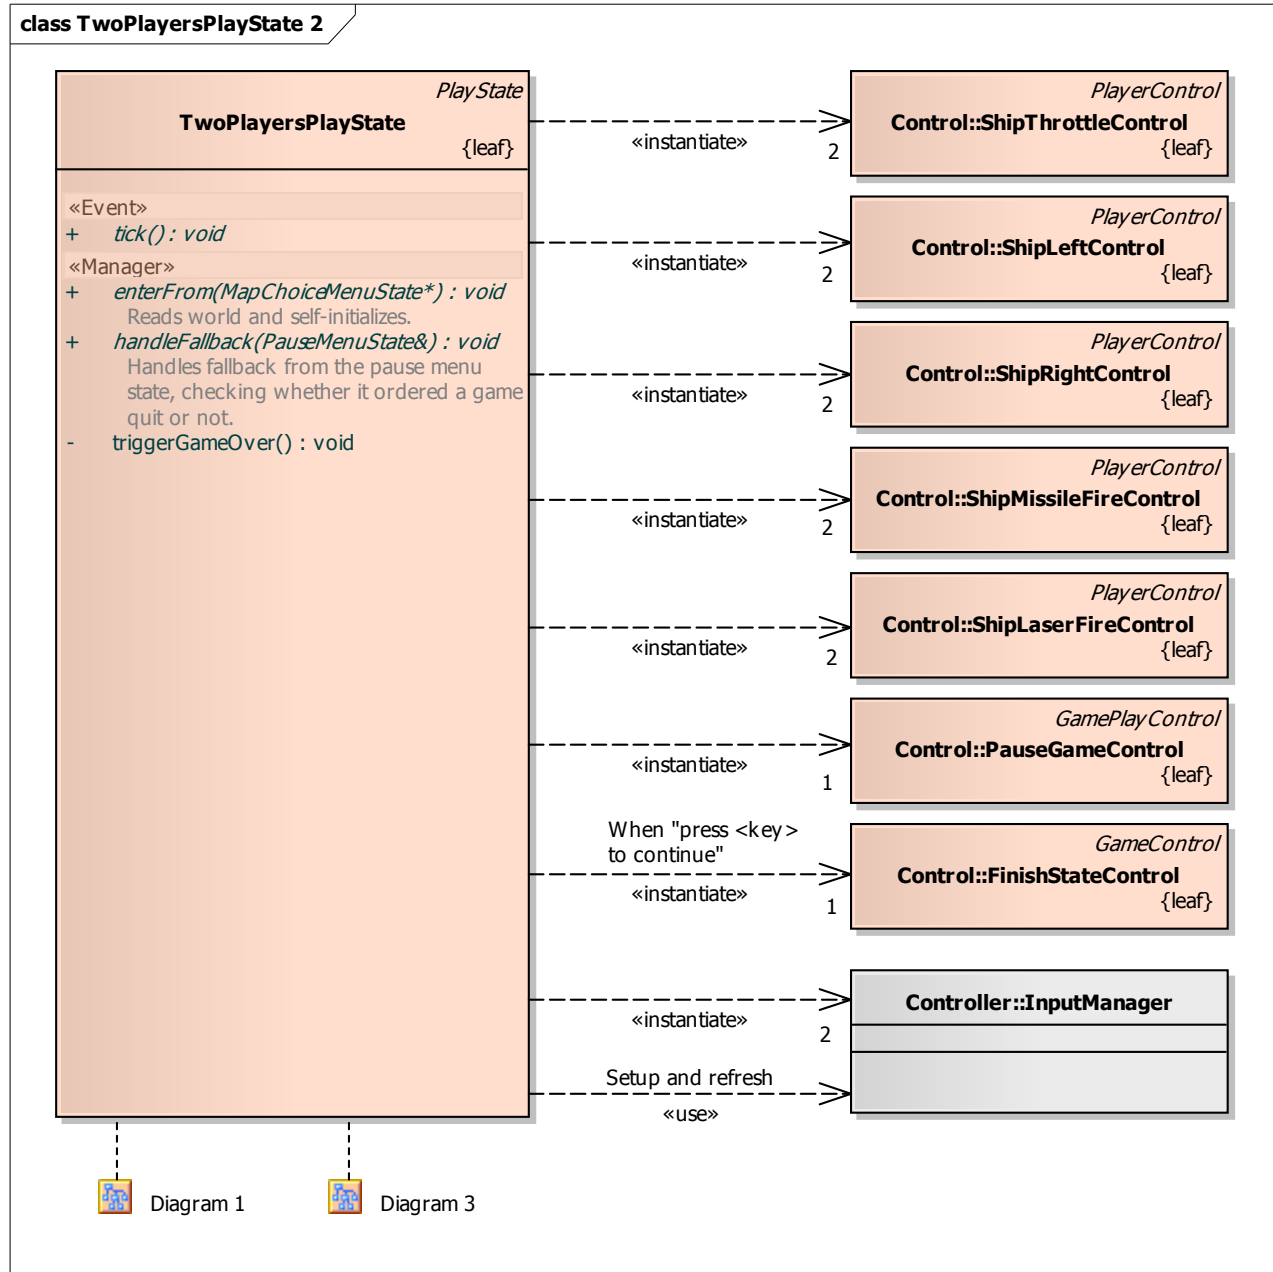 class TwoPlayersPlayState 2
PlayState
TwoPlayersPlayState
{leaf}
«Event»
+ tick() : void
«Manager»
+ enterFrom(MapChoiceMenuState*) : void
Reads world and self-initializes.
+ handleFallback(PauseMenuState&) : void
Handles fallback from the pause menu
state, checking whether it ordered a game
quit or not.
- triggerGameOver() : void
«instantiate»
2
PlayerControl
Control::ShipThrottleControl
{leaf}
«instantiate»
2
PlayerControl
Control::ShipLeftControl
{leaf}
«instantiate»
2
PlayerControl
Control::ShipRightControl
{leaf}
«instantiate»
2
PlayerControl
Control::ShipMissileFireControl
{leaf}
«instantiate»
2
PlayerControl
Control::ShipLaserFireControl
{leaf}
«instantiate»
1
GamePlayControl
Control::PauseGameControl
{leaf}
When "press <key>
to continue"
«instantiate»
1
GameControl
Control::FinishStateControl
{leaf}
«instantiate»
2
Controller::InputManager
Setup and refresh
«use»
Diagram 1
Diagram 3